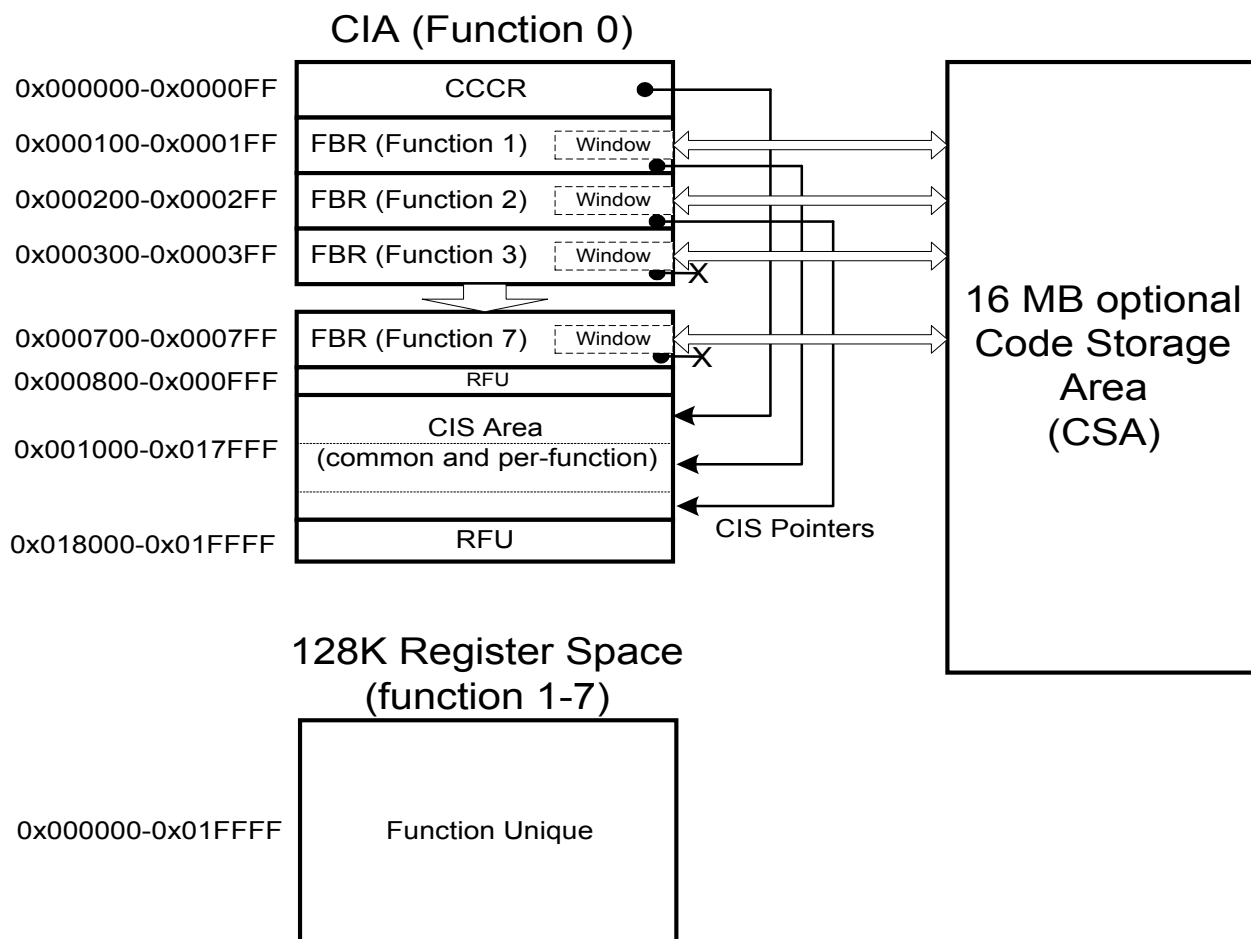 CIA (Function 0)
0x000000-0x0000FF
CCCR
0x000100-0x0001FF
FBR (Function 1)
Window
0x000200-0x0002FF
FBR (Function 2)
Window
0x000300-0x0003FF
FBR (Function 3)
Window
X
0x000700-0x0007FF
FBR (Function 7)
Window
X
0x000800-0x000FFF
RFU
0x001000-0x017FFF
CIS Area
(common and per-function)
CIS Pointers
0x018000-0x01FFFF
RFU
16 MB optional
Code Storage
Area
(CSA)
128K Register Space
(function 1-7)
0x000000-0x01FFFF
Function Unique